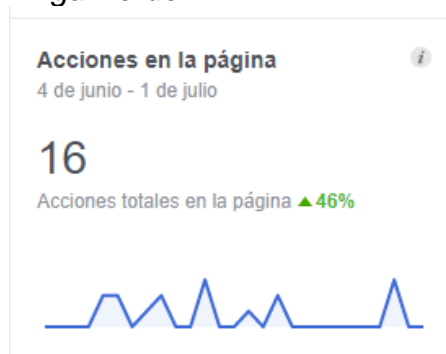 Acciones en la página
i
4 de junio - 1 de julio
16
Acciones totales en la página ▲46%